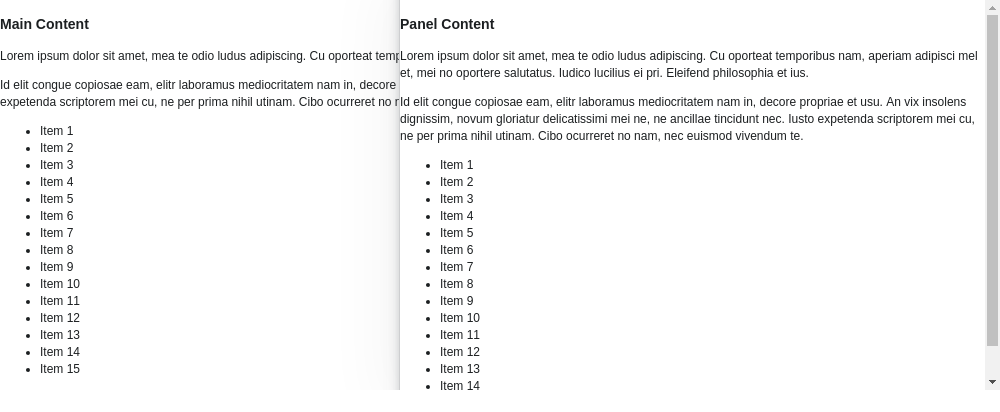 Main Content
Lorem ipsum dolor sit amet, mea te odio ludus adipiscing. Cu oporteat
Id elit congue copiosae eam, elitr laboramus mediocritatem nam in, decore
expetenda scriptorem mei cu, ne per prima nihil utinam. Cibo ocurreret no
• Item 1
• Item 2
• Item 3
• Item 4
• Item 5
• Item 6
• Item 7
• Item 8
• Item 9
• Item 10
• Item 11
• Item 12
• Item 13
• Item 14
• Item 15
Panel Content
Lorem ipsum dolor sit amet, mea te odio ludus adipiscing. Cu oporteat temporibus nam, aperiam adipisci mel
et, mei no oportere salutatus. Iudico lucilius ei pri. Eleifend philosophia et ius.
Id elit congue copiosae eam, elitr laboramus mediocritatem nam in, decore propriae et usu. An vix insolens
dignissim, novum gloriatur delicatissimi mei ne, ne ancillae tincidunt nec. Iusto expetenda scriptorem mei cu,
ne per prima nihil utinam. Cibo ocurreret no nam, nec euismod vivendum te.
• Item 1
• Item 2
• Item 3
• Item 4
• Item 5
• Item 6
• Item 7
• Item 8
• Item 9
• Item 10
• Item 11
• Item 12
• Item 13
• Item 14